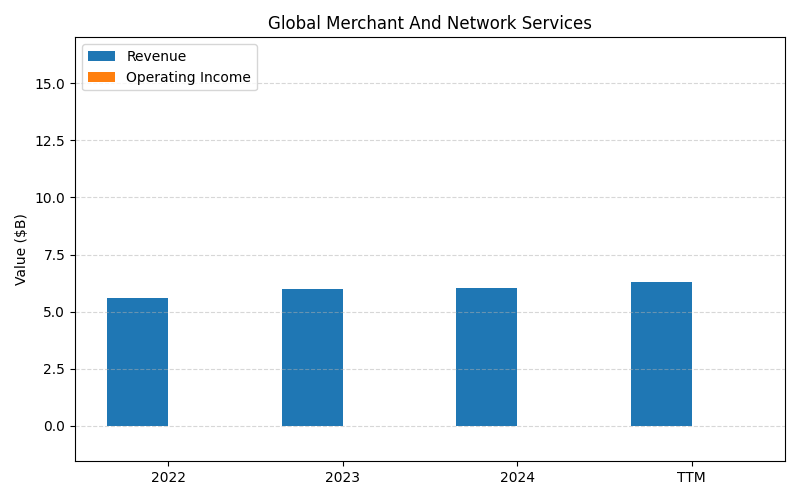 Global Merchant And Network Services
Revenue
Operating Income
Value ($B)
15.0
12.5
10.0
7.5
5.0
2.5
0.0
2022
2023
2024
TTM